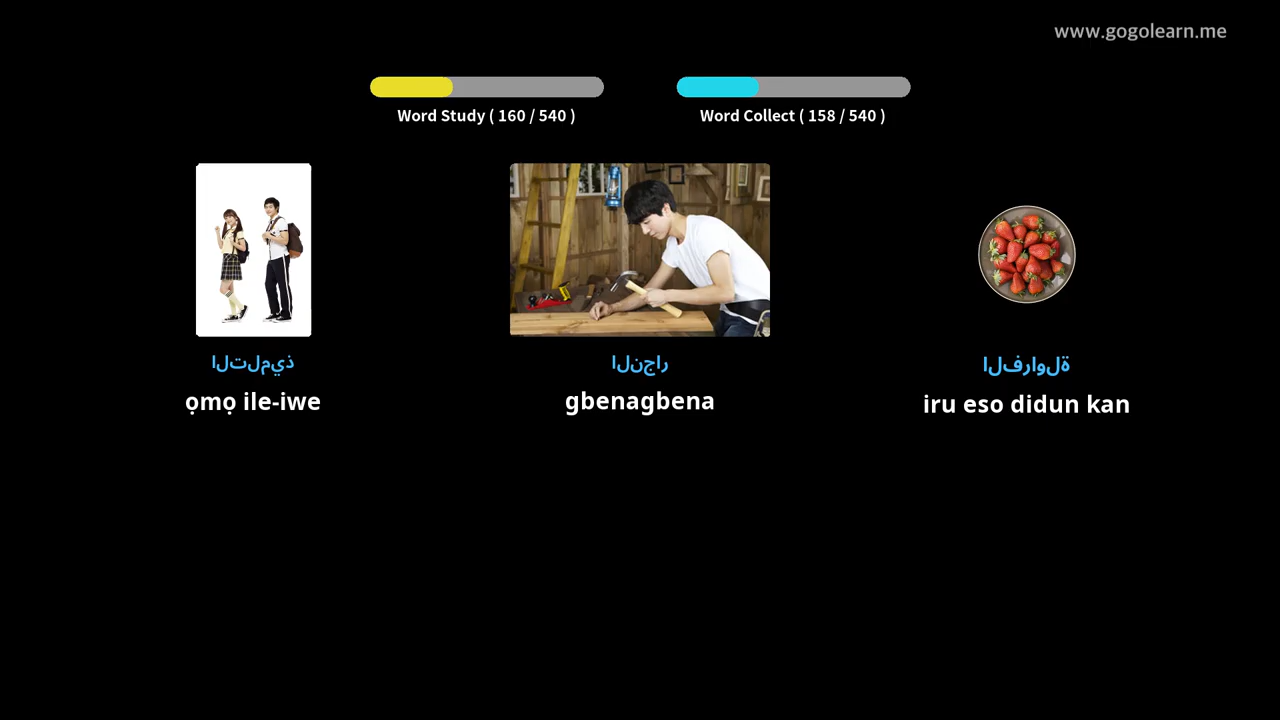 www.gogolearn.me
Word Study ( 160 / 540 )
Word Collect ( 158 / 540 )
التلميذ
النجار
الفراولة
ọmọ ile-iwe
gbenagbena
iru eso didun kan